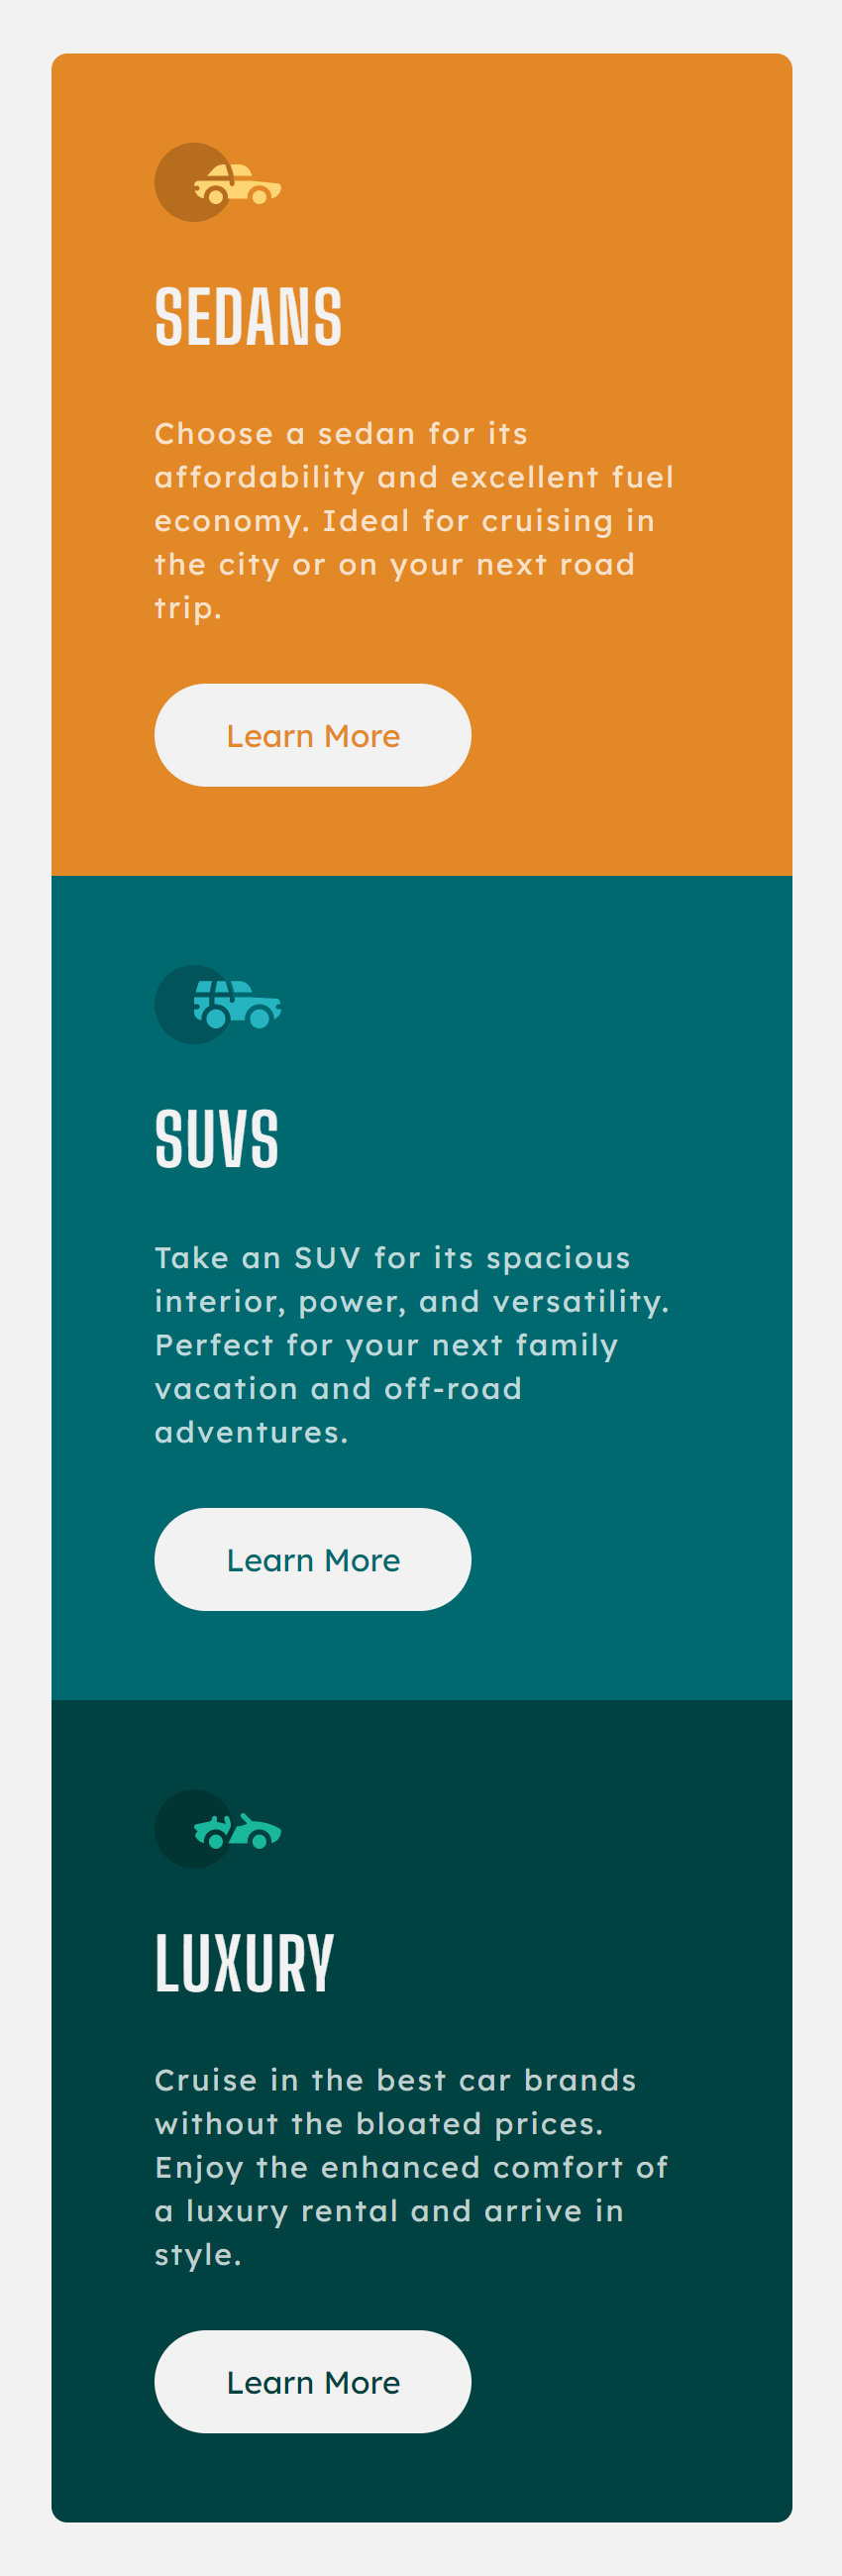 SEDANS
Choose a sedan for its
affordability and excellent fuel
economy. Ideal for cruising in
the city or on your next road
trip.
Learn More
SUVS
Take an SUV for its spacious
interior, power, and versatility.
Perfect for your next family
vacation and off-road
adventures.
Learn More
LUXURY
Cruise in the best car brands
without the bloated prices.
Enjoy the enhanced comfort of
a luxury rental and arrive in
style.
Learn More